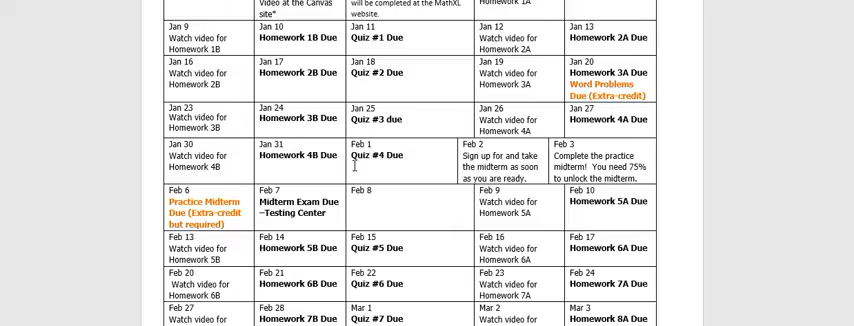 Video at the Canvas
site*
will be completed at the MathXL
website.
Homework 1A
Jan 9
Watch video for
Homework 1B
Jan 10
Homework 1B Due
Jan 11
Quiz #1 Due
Jan 12
Watch video for
Homework 2A
Jan 13
Homework 2A Due
Jan 16
Watch video for
Homework 2B
Jan 17
Homework 2B Due
Jan 18
Quiz #2 Due
Jan 19
Watch video for
Homework 3A
Jan 20
Homework 3A Due
Word Problems
Due (Extra-credit)
Jan 23
Watch video for
Homework 3B
Jan 24
Homework 3B Due
Jan 25
Quiz #3 due
Jan 26
Watch video for
Homework 4A
Jan 27
Homework 4A Due
Jan 30
Watch video for
Homework 4B
Jan 31
Homework 4B Due
Feb 1
Quiz #4 Due
Feb 2
Sign up for and take
the midterm as soon
as you are ready.
Feb 3
Complete the practice
midterm! You need 75%
to unlock the midterm.
Feb 6
Practice Midterm
Due (Extra-credit
but required)
Feb 7
Midterm Exam Due
–Testing Center
Feb 8
Feb 9
Watch video for
Homework 5A
Feb 10
Homework 5A Due
Feb 13
Watch video for
Homework 5B
Feb 14
Homework 5B Due
Feb 15
Quiz #5 Due
Feb 16
Watch video for
Homework 6A
Feb 17
Homework 6A Due
Feb 20
Watch video for
Homework 6B
Feb 21
Homework 6B Due
Feb 22
Quiz #6 Due
Feb 23
Watch video for
Homework 7A
Feb 24
Homework 7A Due
Feb 27
Watch video for
Feb 28
Homework 7B Due
Mar 1
Quiz #7 Due
Mar 2
Watch video for
Mar 3
Homework 8A Due